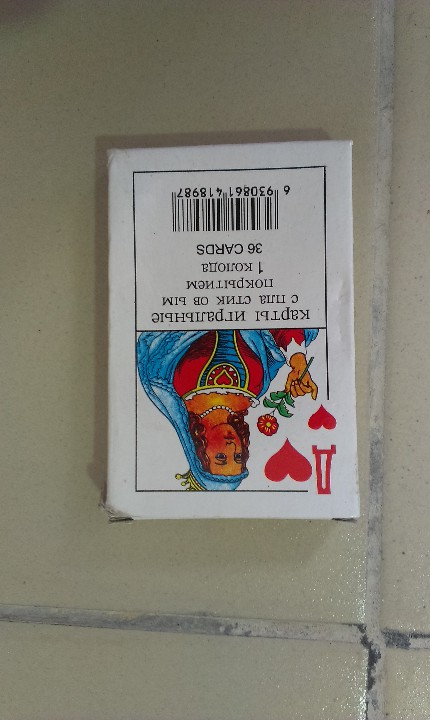 Д
КАРТЫ ИГРАЛЬНЫЕ
С ПЛА СТИК ОВ ЫМ
ПОКРЫТИЕМ
1 КОЛОДА
36 CARDS
6 930861 418987